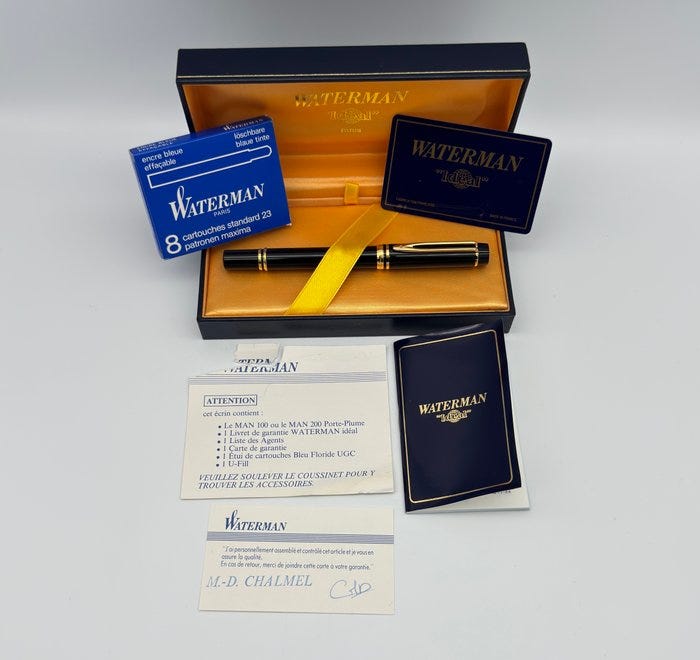 WATERMAN
"Idéal"
PARIS
WATERMAN
encre bleue
effaçable
löschbare
blaue tinte
WATERMAN
PARIS
8 cartouches standard 23
patronen maxima
WATERMAN
"Idéal"
MADE IN FRANCE
WATERMAN
ATTENTION
cet écrin contient :
• Le MAN 100 ou le MAN 200 Porte-Plume
• 1 Livret de garantie WATERMAN idéal
• 1 Liste des Agents
• 1 Carte de garantie
• 1 Étui de cartouches Bleu Floride UGC
• 1 U-Fill
VEUILLEZ SOULEVER LE COUSSINET POUR Y
TROUVER LES ACCESSOIRES.
WATERMAN
"Idéal"
WATERMAN
"J'ai personnellement assemblé et contrôlé cet article et je vous en
assure la qualité.
En cas de retour, merci de joindre cette carte à votre garantie."
M.-D. CHALMEL